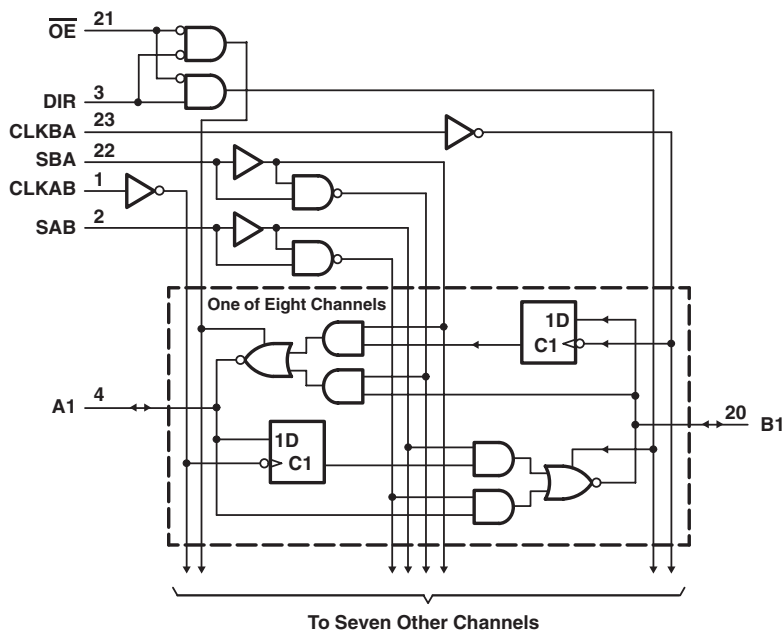 OE 21
DIR 3
CLKBA 23
SBA 22
CLKAB 1
SAB 2
One of Eight Channels
1D
C1
A1 4
20 B1
1D
C1
To Seven Other Channels